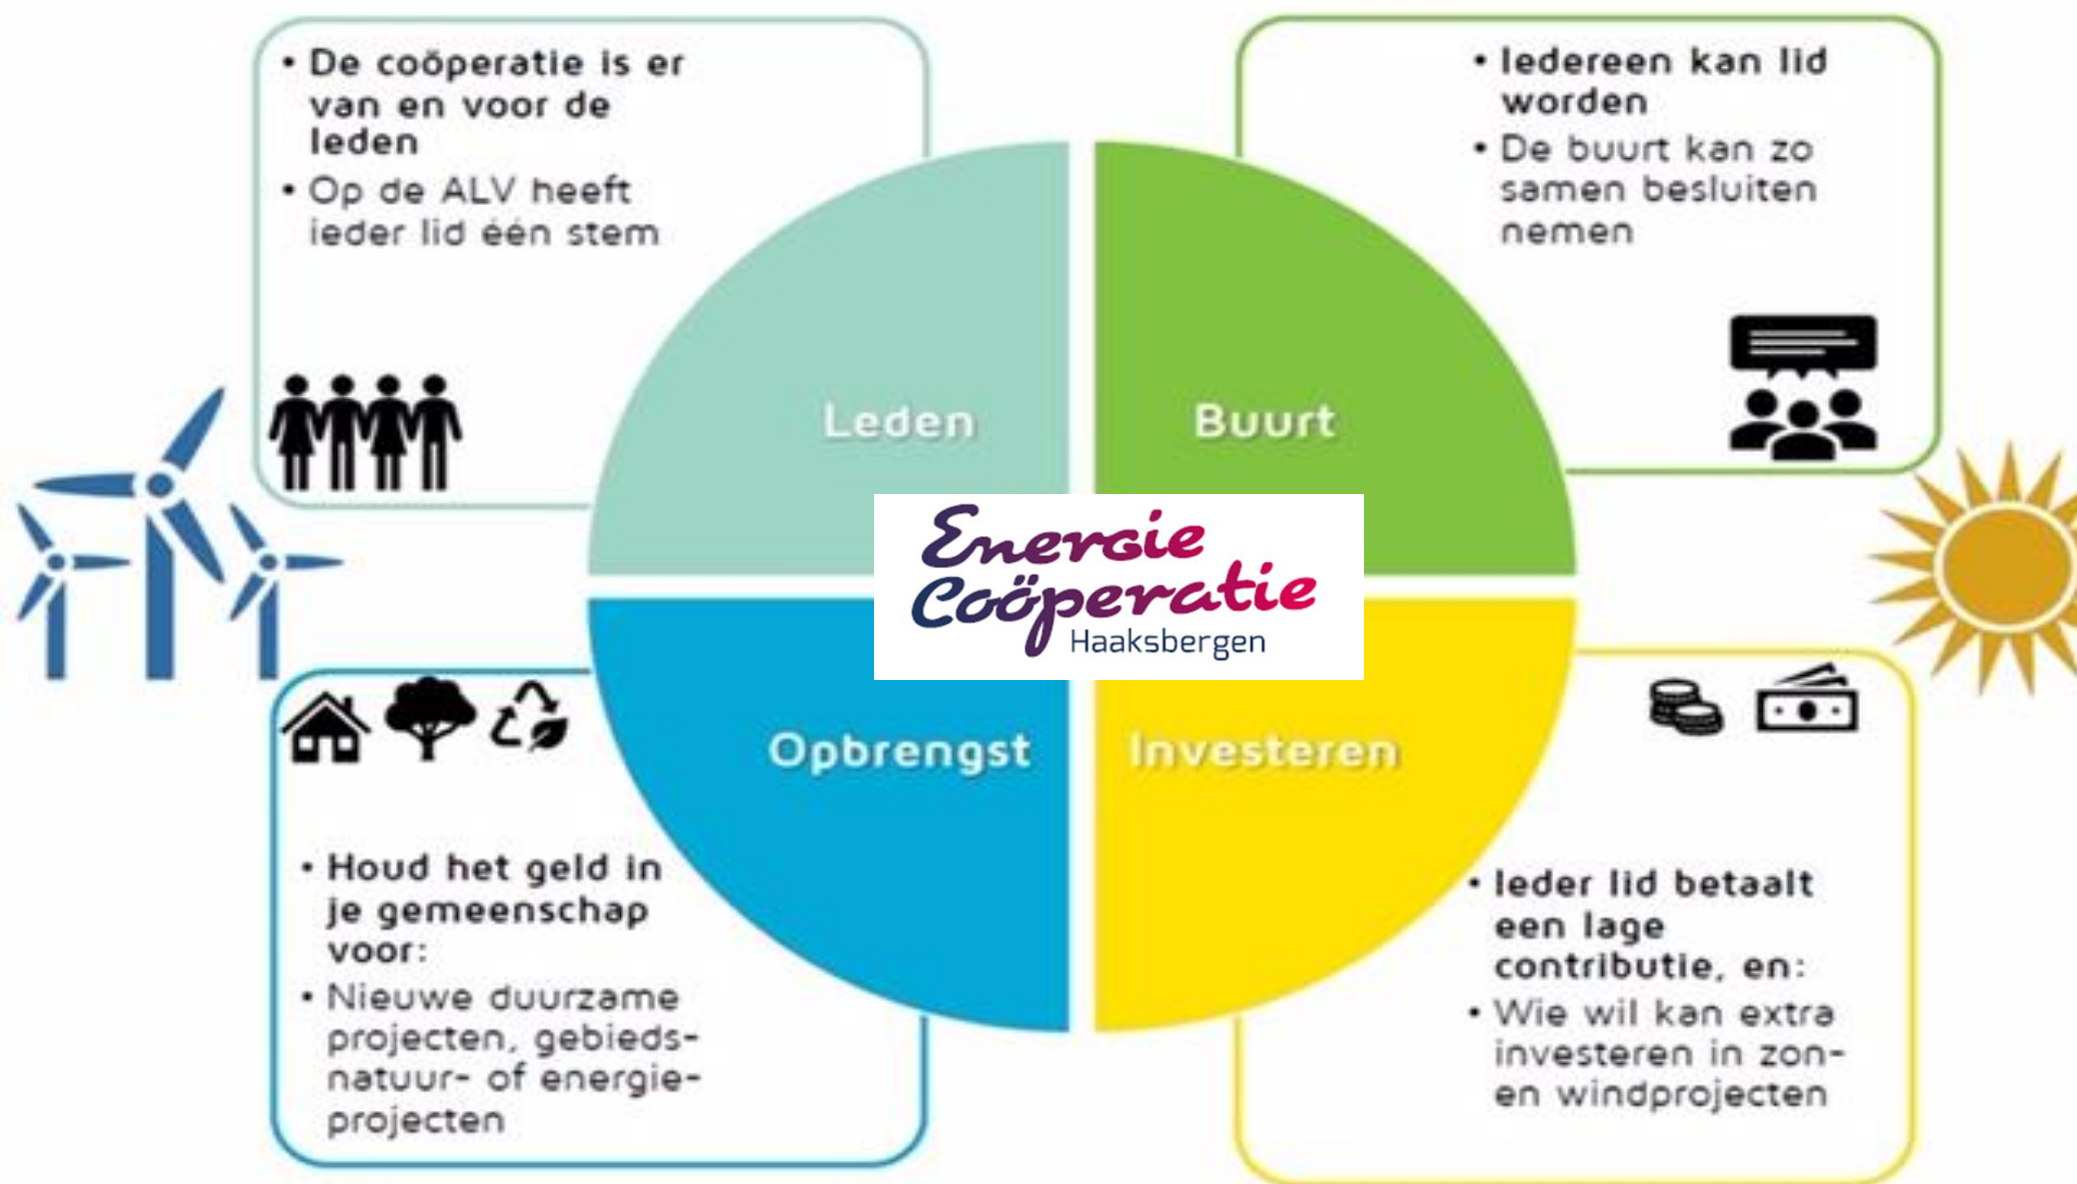 • De coöperatie is er
van en voor de
leden
• Op de ALV heeft
ieder lid één stem
• Iedereen kan lid
worden
• De buurt kan zo
samen besluiten
nemen
Leden
Buurt
Energie
Coöperatie
Haaksbergen
Opbrengst
Investeren
• Houd het geld in
je gemeenschap
voor:
• Nieuwe duurzame
projecten, gebieds-
natuur- of energie-
projecten
• Ieder lid betaalt
een lage
contributie, en:
• Wie wil kan extra
investeren in zon-
en windprojecten